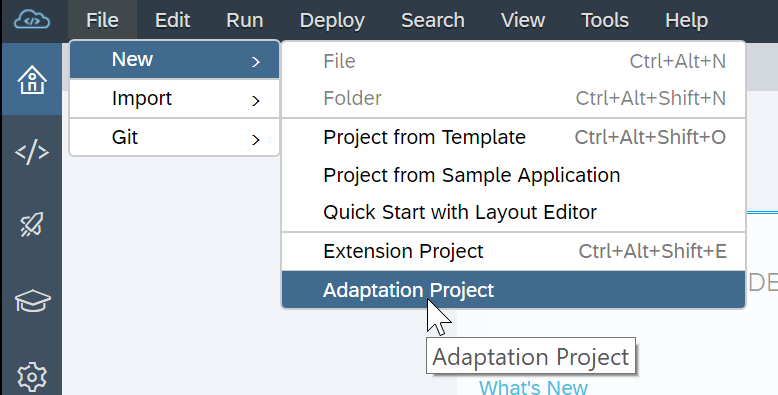 File Edit Run Deploy Search View Tools Help
New
Import
Git
File Ctrl+Alt+N
Folder Ctrl+Alt+Shift+N
Project from Template Ctrl+Alt+Shift+O
Project from Sample Application
Quick Start with Layout Editor
Extension Project Ctrl+Alt+Shift+E
Adaptation Project
DE
Adaptation Project
What's New